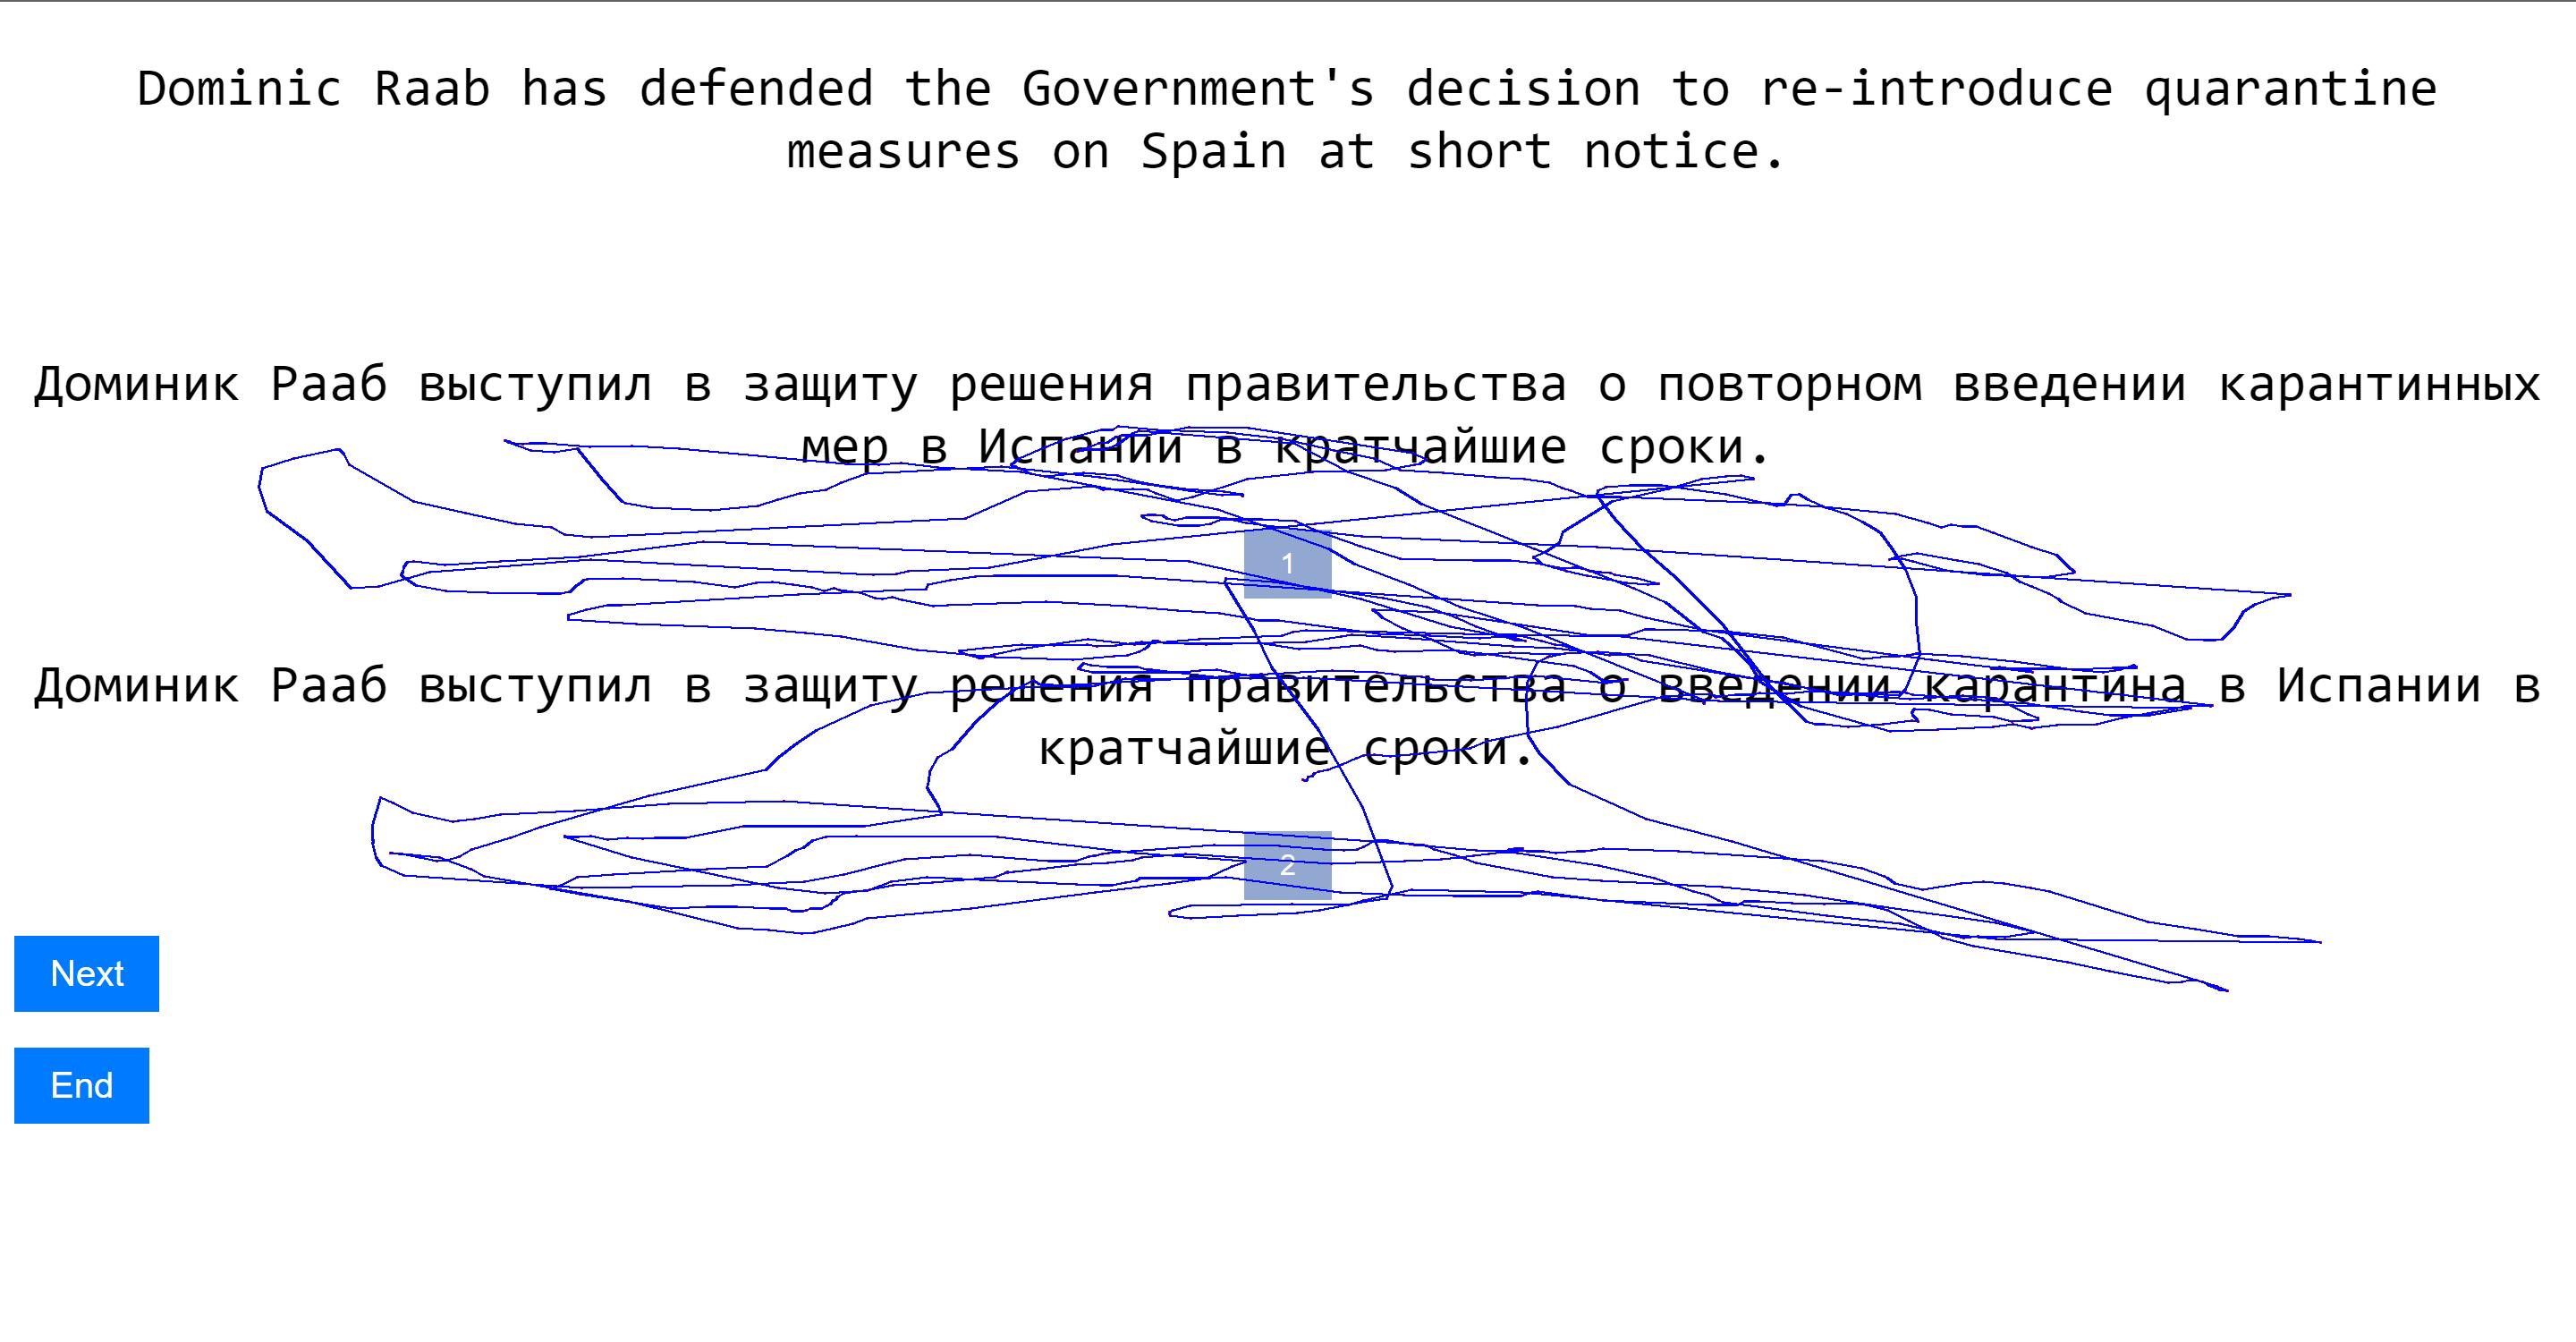 Dominic Raab has defended the Government's decision to re-introduce quarantine
measures on Spain at short notice.
Доминик Рааб выступил в защиту решения правительства о повторном введении карантинных
мер в Испании в кратчайшие сроки.
1
Доминик Рааб выступил в защиту решения правительства о введении карантина в Испании в
кратчайшие сроки.
2
Next
End